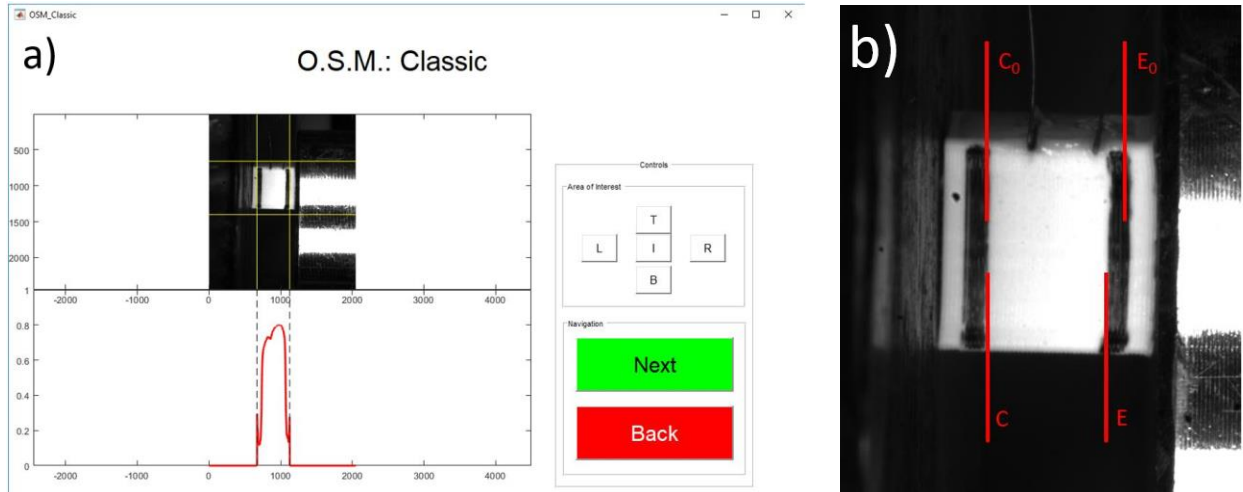 OSM_Classic
a)
O.S.M.: Classic
500
1000
1500
2000
-2000
-1000
0
1000
2000
3000
4000
1
0.8
0.6
0.4
0.2
0
-2000
-1000
0
1000
2000
3000
4000
Controls
Area of Interest
T
L
I
R
B
Navigation
Next
Back
b)
C₀
E₀
C
E